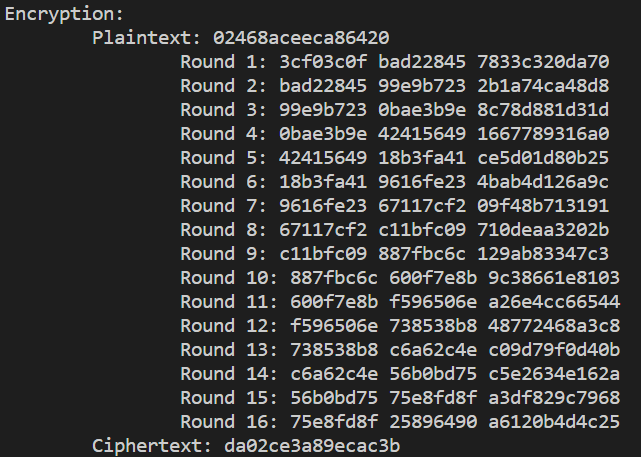 Encryption:
Plaintext: 02468aceeca86420
Round 1: 3cf03c0f bad22845 7833c320da70
Round 2: bad22845 99e9b723 2b1a74ca48d8
Round 3: 99e9b723 0bae3b9e 8c78d881d31d
Round 4: 0bae3b9e 42415649 1667789316a0
Round 5: 42415649 18b3fa41 ce5d01d80b25
Round 6: 18b3fa41 9616fe23 4bab4d126a9c
Round 7: 9616fe23 67117cf2 09f48b713191
Round 8: 67117cf2 c11bfc09 710deaa3202b
Round 9: c11bfc09 887fbc6c 129ab83347c3
Round 10: 887fbc6c 600f7e8b 9c38661e8103
Round 11: 600f7e8b f596506e a26e4cc66544
Round 12: f596506e 738538b8 48772468a3c8
Round 13: 738538b8 c6a62c4e c09d79f0d40b
Round 14: c6a62c4e 56b0bd75 c5e2634e162a
Round 15: 56b0bd75 75e8fd8f a3df829c7968
Round 16: 75e8fd8f 25896490 a6120b4d4c25
Ciphertext: da02ce3a89ecac3b